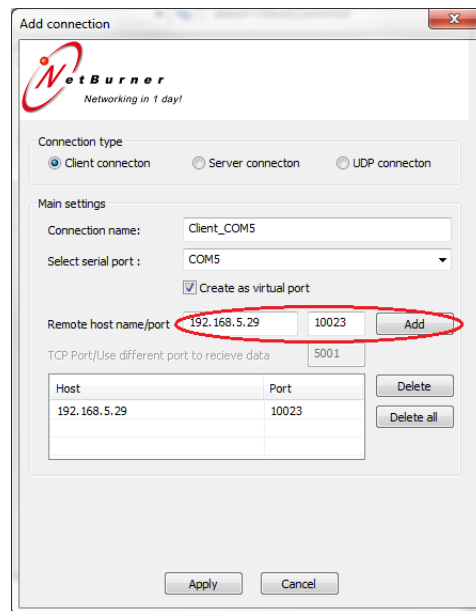 Add connection
NetBurner
Networking in 1 day!
Connection type
Client connecton
Server connecton
UDP connecton
Main settings
Connection name:
Client_COM5
Select serial port :
COM5
Create as virtual port
Remote host name/port
192.168.5.29
10023
Add
TCP Port/Use different port to recieve data
5001
Host
Port
Delete
192.168.5.29
10023
Delete all
Apply
Cancel